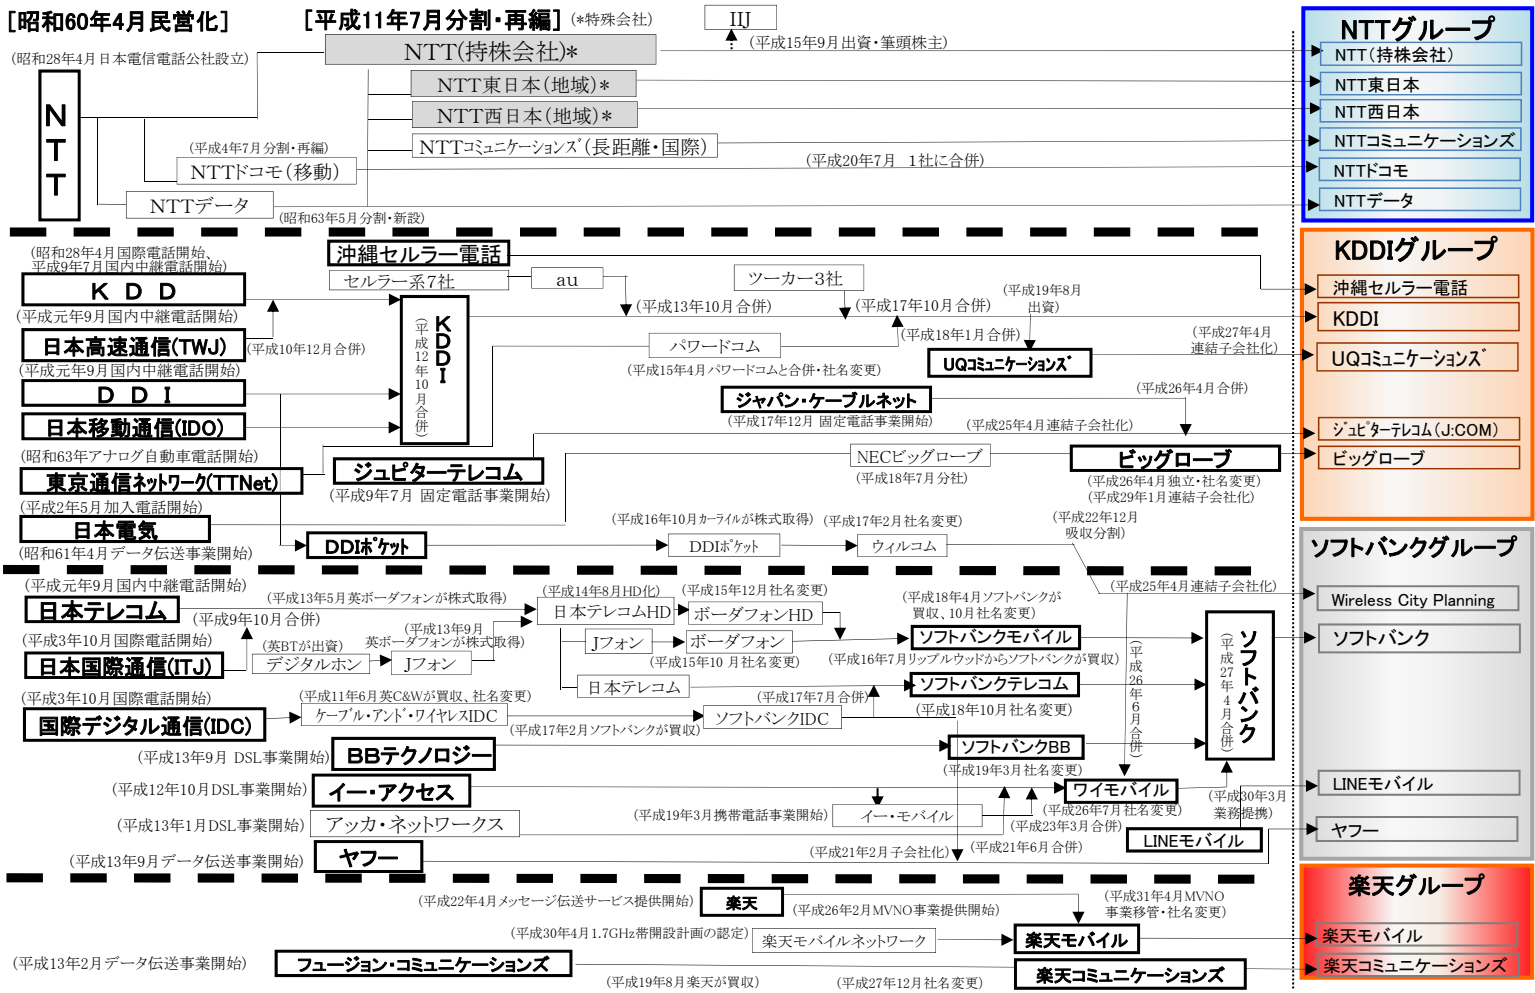 [昭和60年4月民営化]
[平成11年7月分割・再編]
(*特殊会社)
IIJ
(平成15年9月出資・筆頭株主)
(昭和28年4月日本電信電話公社設立)
NTT
NTT(持株会社)*
NTT東日本(地域)*
NTT西日本(地域)*
NTTコミュニケーションズ(長距離・国際)
(平成4年7月分割・再編)
NTTドコモ(移動)
(平成20年7月 1社に合併)
NTTデータ
(昭和63年5月分割・新設)
NTTグループ
NTT(持株会社)
NTT東日本
NTT西日本
NTTコミュニケーションズ
NTTドコモ
NTTデータ
(昭和28年4月国際電話開始、
平成9年7月国内中継電話開始)
KDD
(平成元年9月国内中継電話開始)
日本高速通信(TWJ)
(平成10年12月合併)
(平成元年9月国内中継電話開始)
DDI
日本移動通信(IDO)
(昭和63年アナログ自動車電話開始)
東京通信ネットワーク(TTNet)
(平成2年5月加入電話開始)
日本電気
(昭和61年4月データ伝送事業開始)
沖縄セルラー電話
セルラー系7社
au
ツーカー3社
KDDI
(平成12年10月合併)
(平成13年10月合併)
(平成17年10月合併)
(平成19年8月
出資)
パワードコム
(平成18年1月合併)
(平成15年4月パワードコムと合併・社名変更)
UQコミュニケーションズ
(平成27年4月
連結子会社化)
ジャパン・ケーブルネット
(平成26年4月合併)
(平成17年12月 固定電話事業開始)
(平成25年4月連結子会社化)
ジュピターテレコム
(平成9年7月 固定電話事業開始)
NECビッグローブ
(平成18年7月分社)
ビッグローブ
(平成26年4月独立・社名変更)
(平成29年1月連結子会社化)
DDIポケット
(平成16年10月カーライルが株式取得)
DDIポケット
(平成17年2月社名変更)
ウィルコム
(平成22年12月
吸収分割)
KDDIグループ
沖縄セルラー電話
KDDI
UQコミュニケーションズ
ジュピターテレコム(J:COM)
ビッグローブ
(平成元年9月国内中継電話開始)
日本テレコム
(平成9年10月合併)
(平成3年10月国際電話開始)
日本国際通信(ITJ)
(平成3年10月国際電話開始)
国際デジタル通信(IDC)
(平成13年5月英ボーダフォンが株式取得)
(英BTが出資)
デジタルホン
(平成13年9月
英ボーダフォンが株式取得)
Jフォン
(平成14年8月HD化)
日本テレコムHD
(平成15年12月社名変更)
ボーダフォンHD
Jフォン
ボーダフォン
(平成15年10月社名変更)
(平成18年4月ソフトバンクが
買収、10月社名変更)
ソフトバンクモバイル
(平成16年7月リップルウッドからソフトバンクが買収)
日本テレコム
(平成17年7月合併)
ソフトバンクテレコム
(平成18年10月社名変更)
(平成11年6月英C&Wが買収、社名変更)
ケーブル・アンド・ワイヤレスIDC
(平成17年2月ソフトバンクが買収)
ソフトバンクIDC
(平成13年9月 DSL事業開始)
BBテクノロジー
ソフトバンクBB
(平成19年3月社名変更)
(平成25年4月連結子会社化)
(平成26年6月合併)
ソフトバンク
(平成27年4月合併)
(平成12年10月DSL事業開始)
イー・アクセス
(平成19年3月携帯電話事業開始)
イー・モバイル
ワイモバイル
(平成26年7月社名変更)
(平成23年3月合併)
(平成30年3月
業務提携)
(平成13年1月DSL事業開始)
アッカ・ネットワークス
(平成21年6月合併)
LINEモバイル
(平成13年9月データ伝送事業開始)
ヤフー
(平成21年2月子会社化)
ソフトバンクグループ
Wireless City Planning
ソフトバンク
LINEモバイル
ヤフー
(平成22年4月メッセージ伝送サービス提供開始)
楽天
(平成26年2月MVNO事業提供開始)
(平成31年4月MVNO
事業移管・社名変更)
(平成30年4月1.7GHz帯開設計画の認定)
楽天モバイルネットワーク
楽天モバイル
(平成13年2月データ伝送事業開始)
フュージョン・コミュニケーションズ
(平成19年8月楽天が買収)
(平成27年12月社名変更)
楽天コミュニケーションズ
楽天グループ
楽天モバイル
楽天コミュニケーションズ